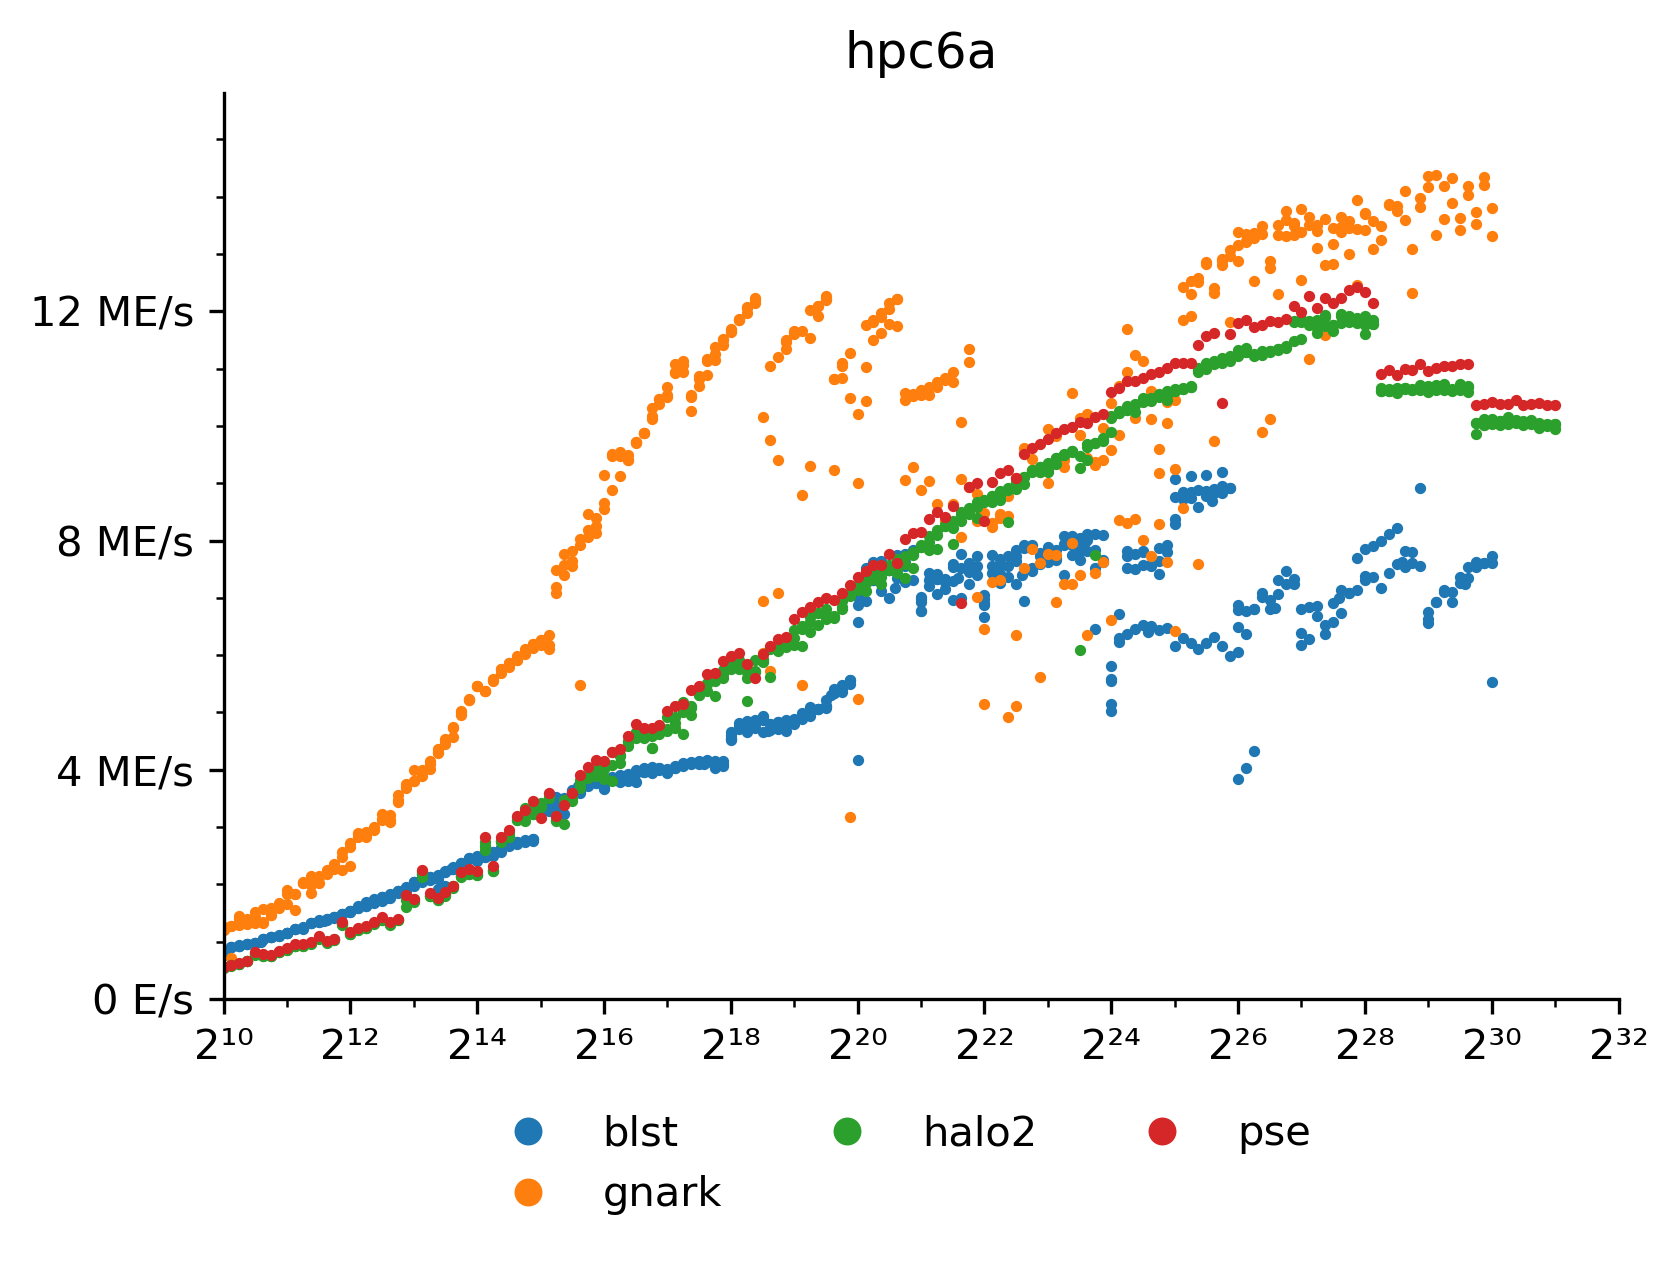 hpc6a
12 ME/s
8 ME/s
4 ME/s
0 E/s
2¹⁰ 2¹² 2¹⁴ 2¹⁶ 2¹⁸ 2²⁰ 2²² 2²⁴ 2²⁶ 2²⁸ 2³⁰ 2³²
blst halo2 pse
gnark